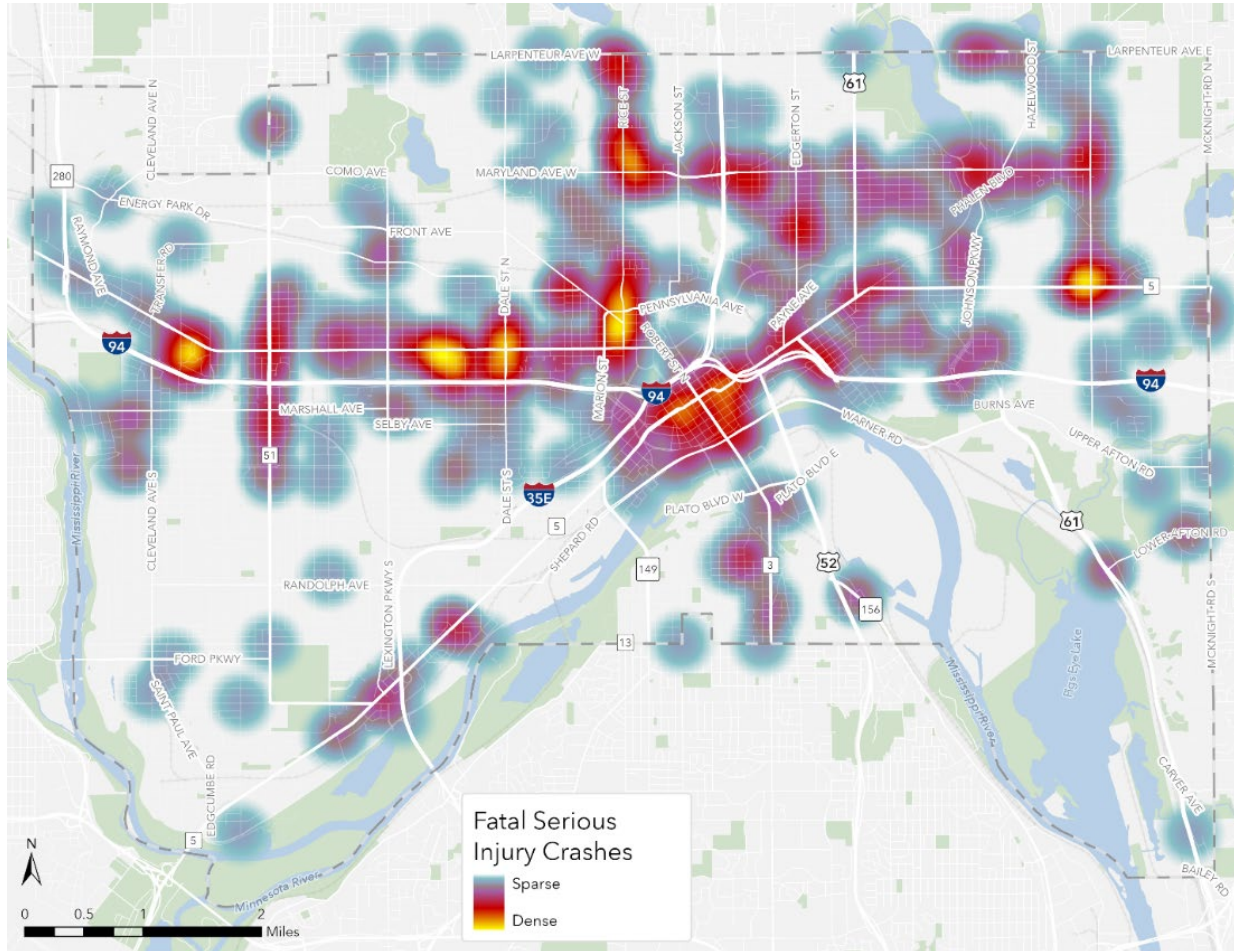 LARPENTEUR AVE W
LARPENTEUR AVE E
61
CLEVELAND AVE N
RICE ST
JACKSON ST
EDGERTON ST
HAZELWOOD ST
MCKNIGHT RD N
280
COMO AVE
MARYLAND AVE W
PHALEN BLVD
ENERGY PARK DR
RAYMOND AVE
TRANSFER RD
FRONT AVE
DALE ST N
PENNSYLVANIA AVE
PAYNE AVE
JOHNSON PKWY
5
94
MARION ST
ROBERT ST N
94
94
MARSHALL AVE
SELBY AVE
BURNS AVE
WARNER RD
UPPER AFTON RD
51
Mississippi River
CLEVELAND AVE S
DALE ST S
35E
5
SHEPARD RD
PLATO BLVD W
PLATO BLVD E
61
LOWER AFTON RD
149
3
52
156
RANDOLPH AVE
LEXINGTON PKWY S
MCKNIGHT RD S
13
FORD PKWY
SAINT PAUL AVE
Mississippi River
Pigs Eye Lake
EDGCUMBE RD
CARVER AVE
5
BAILEY RD
Minnesota River
Fatal Serious
Injury Crashes
Sparse
Dense
N
0 0.5 1 2
Miles